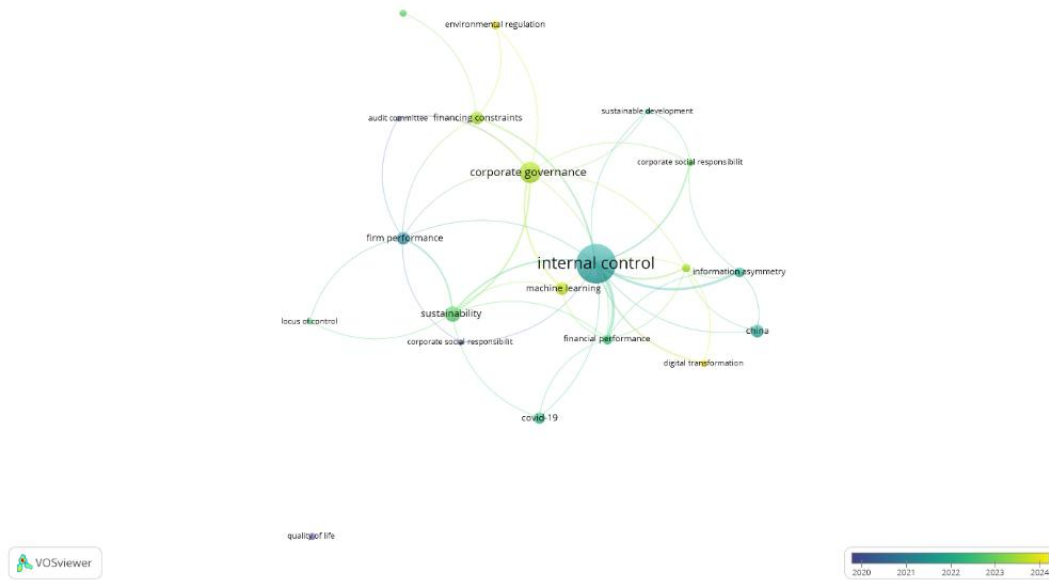 environmental regulation
sustainable development
audit committee
financing constraints
corporate social responsibilit
corporate governance
firm performance
internal control
information asymmetry
machine learning
sustainability
locus of control
china
corporate social responsibilit
financial performance
digital transformation
covid-19
quality of life
VOSviewer
2020 2021 2022 2023 2024